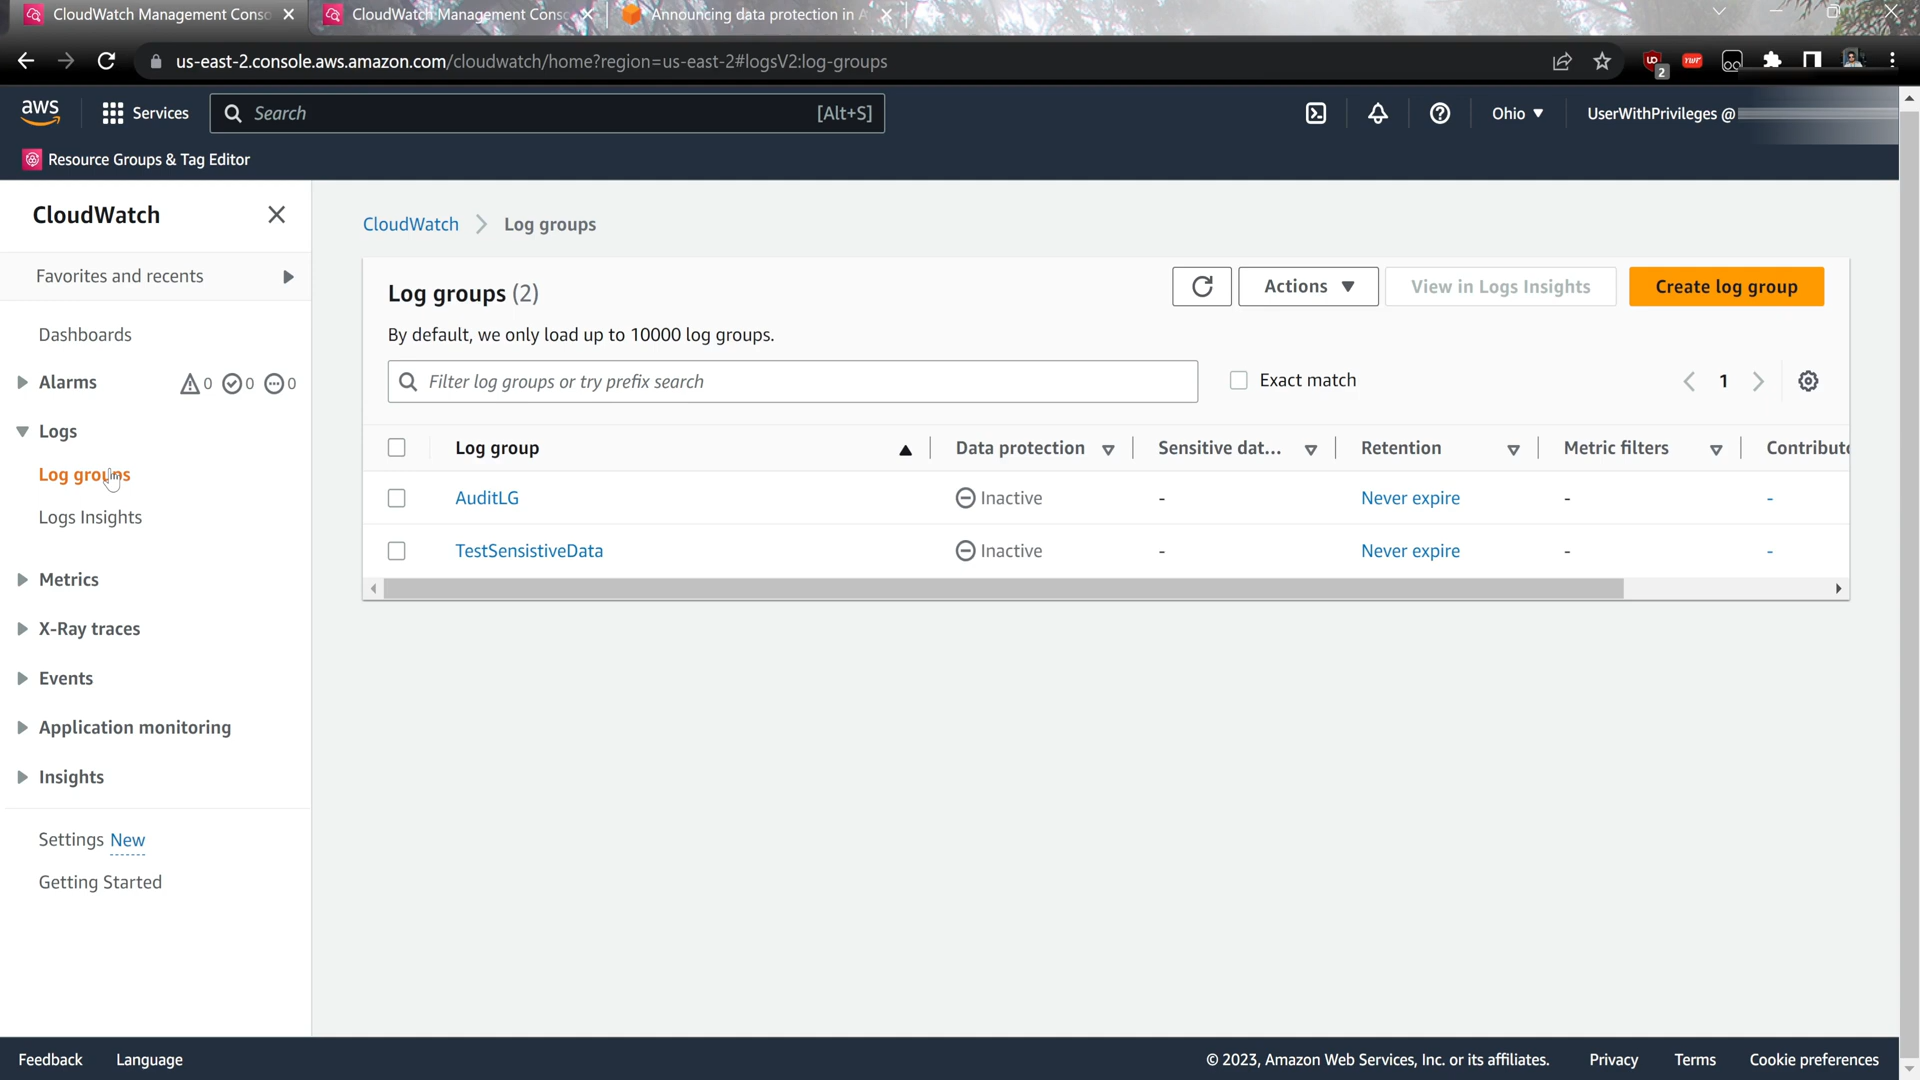 CloudWatch Management Conso
CloudWatch Management Consc
Announcing data protection in A
us-east-2.console.aws.amazon.com/cloudwatch/home?region=us-east-2#logsV2:log-groups
2
aws
Services
Search
[Alt+S]
Ohio
UserWithPrivileges @
Resource Groups & Tag Editor
CloudWatch
Favorites and recents
Dashboards
Alarms 0 0 0
Logs
Log groups
Logs Insights
Metrics
X-Ray traces
Events
Application monitoring
Insights
Settings New
Getting Started
CloudWatch > Log groups
Log groups (2)
Actions
View in Logs Insights
Create log group
By default, we only load up to 10000 log groups.
Filter log groups or try prefix search
Exact match
1
Log group Data protection Sensitive dat... Retention Metric filters Contribut
AuditLG Inactive - Never expire - -
TestSensistiveData Inactive - Never expire - -
Feedback Language
© 2023, Amazon Web Services, Inc. or its affiliates. Privacy Terms Cookie preferences